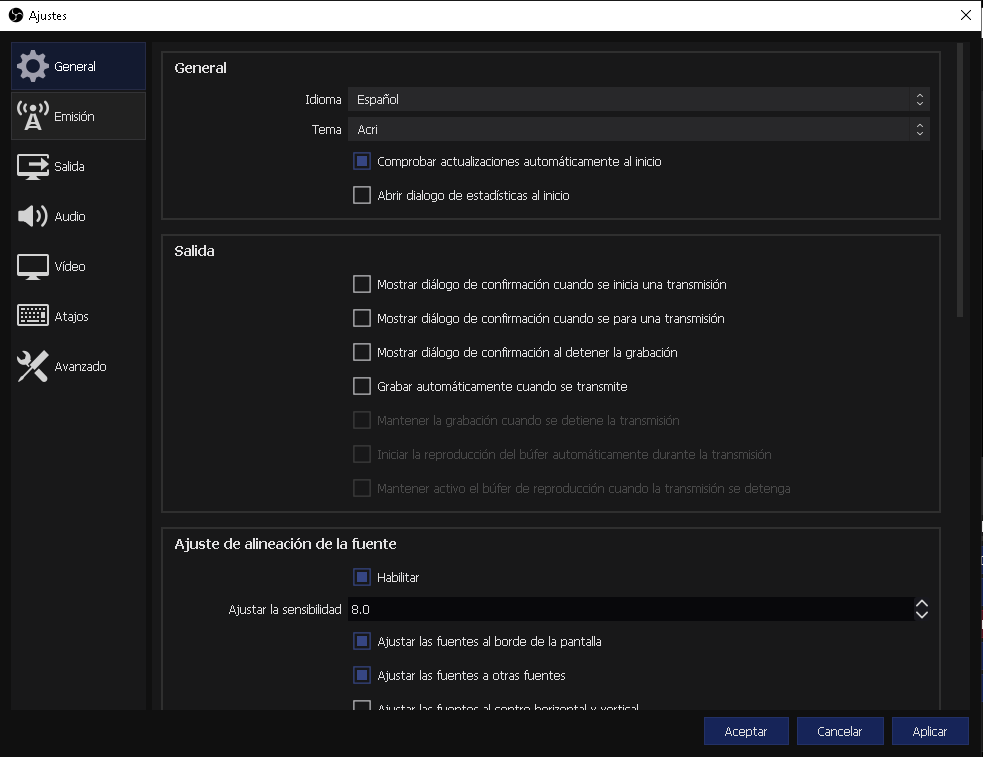 Ajustes
General
Emisión
Salida
Audio
Vídeo
Atajos
Avanzado
General
Idioma Español
Tema Acri
Comprobar actualizaciones automáticamente al inicio
Abrir dialogo de estadísticas al inicio
Salida
Mostrar diálogo de confirmación cuando se inicia una transmisión
Mostrar diálogo de confirmación cuando se para una transmisión
Mostrar diálogo de confirmación al detener la grabación
Grabar automáticamente cuando se transmite
Mantener la grabación cuando se detiene la transmisión
Iniciar la reproducción del búfer automáticamente durante la transmisión
Mantener activo el búfer de reproducción cuando la transmisión se detenga
Ajuste de alineación de la fuente
Habilitar
Ajustar la sensibilidad 8.0
Ajustar las fuentes al borde de la pantalla
Ajustar las fuentes a otras fuentes
Ajustar las fuentes al centro horizontal y vertical
Aceptar
Cancelar
Aplicar